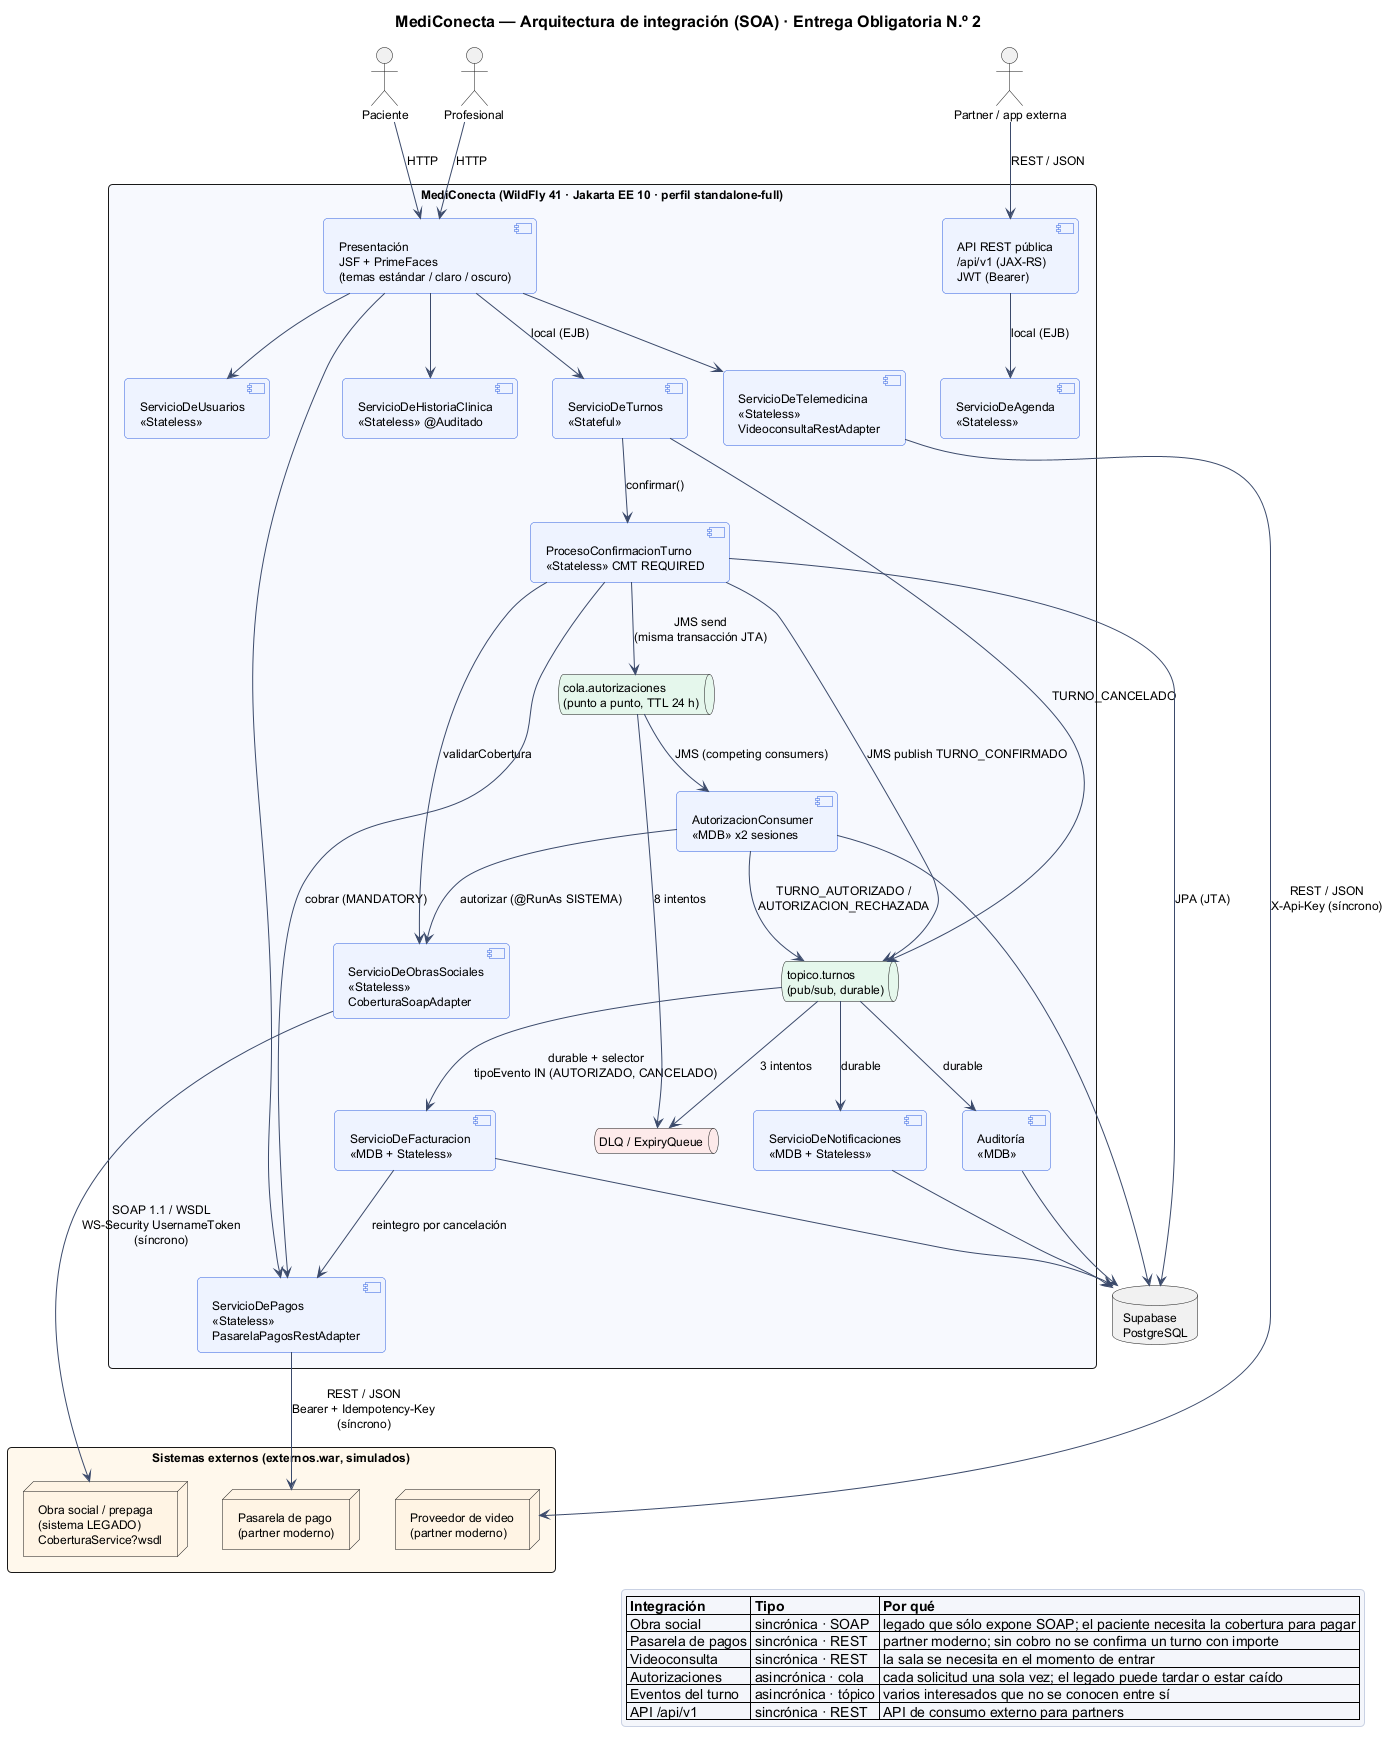 MediConecta — Arquitectura de integración (SOA) · Entrega Obligatoria N.º 2
Paciente
Profesional
Partner / app externa
HTTP
HTTP
REST / JSON
MediConecta (WildFly 41 · Jakarta EE 10 · perfil standalone-full)
Presentación
JSF + PrimeFaces
(temas estándar / claro / oscuro)
API REST pública
/api/v1 (JAX-RS)
JWT (Bearer)
local (EJB)
local (EJB)
ServicioDeUsuarios
«Stateless»
ServicioDeHistoriaClinica
«Stateless» @Auditado
ServicioDeTurnos
«Stateful»
ServicioDeTelemedicina
«Stateless»
VideoconsultaRestAdapter
ServicioDeAgenda
«Stateless»
confirmar()
ProcesoConfirmacionTurno
«Stateless» CMT REQUIRED
JMS send
(misma transacción JTA)
cola.autorizaciones
(punto a punto, TTL 24 h)
TURNO_CANCELADO
validarCobertura
JMS (competing consumers)
JMS publish TURNO_CONFIRMADO
AutorizacionConsumer
«MDB» x2 sesiones
cobrar (MANDATORY)
autorizar (@RunAs SISTEMA)
8 intentos
TURNO_AUTORIZADO /
AUTORIZACION_RECHAZADA
JPA (JTA)
REST / JSON
X-Api-Key (síncrono)
ServicioDeObrasSociales
«Stateless»
CoberturaSoapAdapter
topico.turnos
(pub/sub, durable)
durable + selector
tipoEvento IN (AUTORIZADO, CANCELADO)
3 intentos
durable
durable
ServicioDeFacturacion
«MDB + Stateless»
DLQ / ExpiryQueue
ServicioDeNotificaciones
«MDB + Stateless»
Auditoría
«MDB»
SOAP 1.1 / WSDL
WS-Security UsernameToken
(síncrono)
reintegro por cancelación
ServicioDePagos
«Stateless»
PasarelaPagosRestAdapter
Supabase
PostgreSQL
REST / JSON
Bearer + Idempotency-Key
(síncrono)
Sistemas externos (externos.war, simulados)
Obra social / prepaga
(sistema LEGADO)
CoberturaService?wsdl
Pasarela de pago
(partner moderno)
Proveedor de video
(partner moderno)
Integración Tipo Por qué
Obra social sincrónica · SOAP legado que sólo expone SOAP; el paciente necesita la cobertura para pagar
Pasarela de pagos sincrónica · REST partner moderno; sin cobro no se confirma un turno con importe
Videoconsulta sincrónica · REST la sala se necesita en el momento de entrar
Autorizaciones asincrónica · cola cada solicitud una sola vez; el legado puede tardar o estar caído
Eventos del turno asincrónica · tópico varios interesados que no se conocen entre sí
API /api/v1 sincrónica · REST API de consumo externo para partners